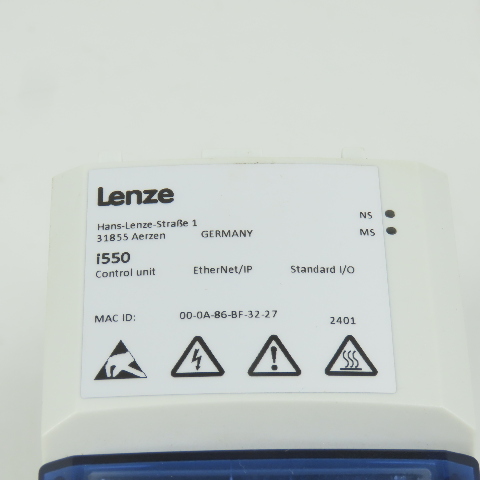 Lenze
Hans-Lenze-Straße 1
31855 Aerzen GERMANY
NS
MS
i550
Control unit EtherNet/IP Standard I/O
MAC ID: 00-0A-86-BF-32-27 2401